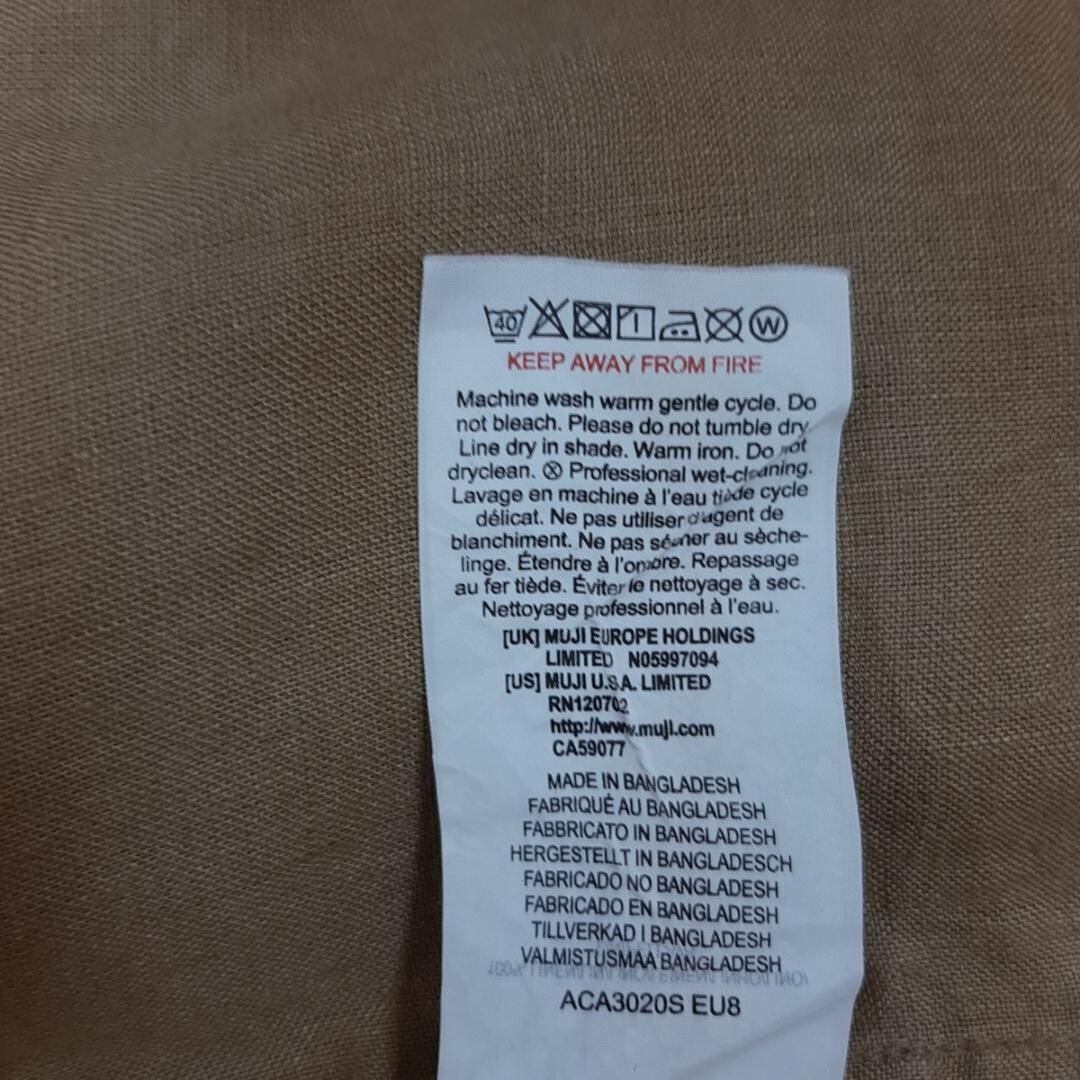 40 W
KEEP AWAY FROM FIRE
Machine wash warm gentle cycle. Do
not bleach. Please do not tumble dry.
Line dry in shade. Warm iron. Do not
dryclean. Ⓧ Professional wet-cleaning.
Lavage en machine à l'eau tiède cycle
délicat. Ne pas utiliser d'agent de
blanchiment. Ne pas sécher au sèche-
linge. Étendre à l'ombre. Repassage
au fer tiède. Éviter le nettoyage à sec.
Nettoyage professionnel à l'eau.
[UK] MUJI EUROPE HOLDINGS
LIMITED N05997094
[US] MUJI U.S.A. LIMITED
RN120702
http://www.muji.com
CA59077
MADE IN BANGLADESH
FABRIQUÉ AU BANGLADESH
FABBRICATO IN BANGLADESH
HERGESTELLT IN BANGLADESCH
FABRICADO NO BANGLADESH
FABRICADO EN BANGLADESH
TILLVERKAD I BANGLADESH
VALMISTUSMAA BANGLADESH
ACA3020S EU8